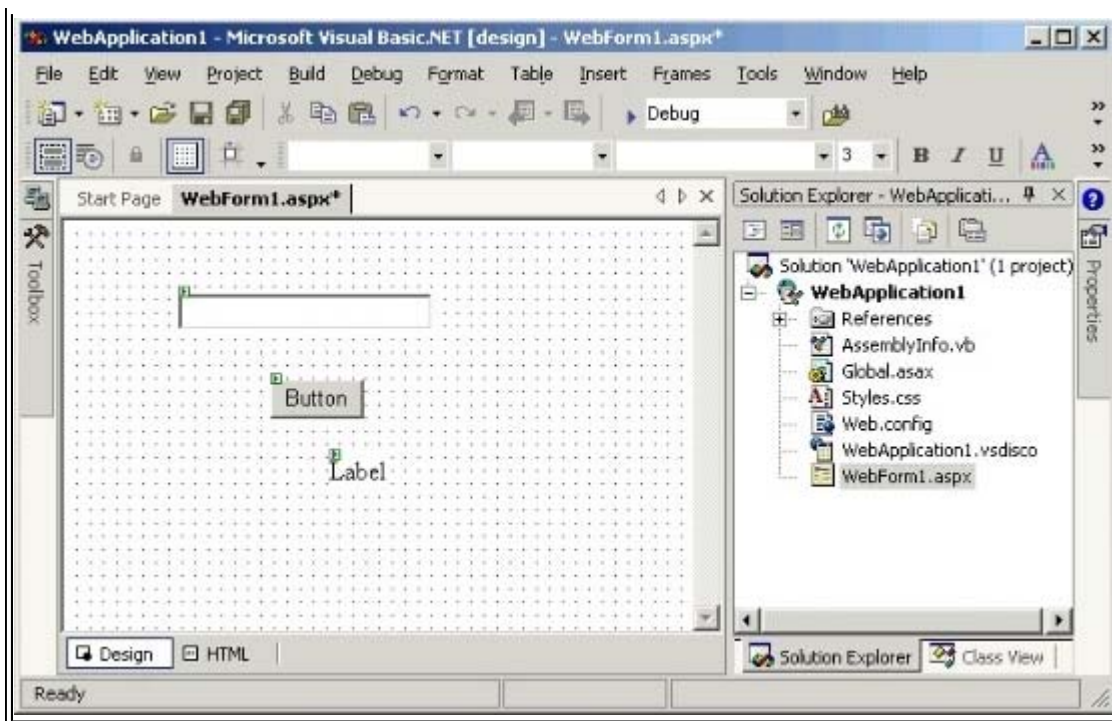 WebApplication1 - Microsoft Visual Basic.NET [design] - WebForm1.aspx*
File Edit View Project Build Debug Format Table Insert Frames Tools Window Help
Debug
3 B I U A
Start Page WebForm1.aspx*
Solution Explorer - WebApplicati...
Toolbox
Properties
Solution 'WebApplication1' (1 project)
WebApplication1
References
AssemblyInfo.vb
Global.asax
Styles.css
Web.config
WebApplication1.vsdisco
WebForm1.aspx
Button
Label
Design HTML
Solution Explorer Class View
Ready